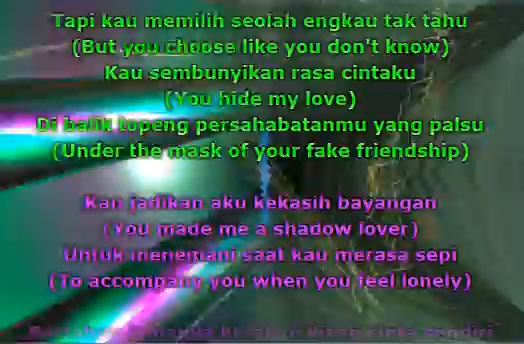 Tapi kau memilih seolah engkau tak tahu
(But you choose like you don't know)
Kau sembunyikan rasa cintaku
(You hide my love)
Di balik topeng persahabatanmu yang palsu
(Under the mask of your fake friendship)
Kau jadikan aku kekasih bayangan
(You made me a shadow lover)
Untuk menemani saat kau merasa sepi
(To accompany you when you feel lonely)